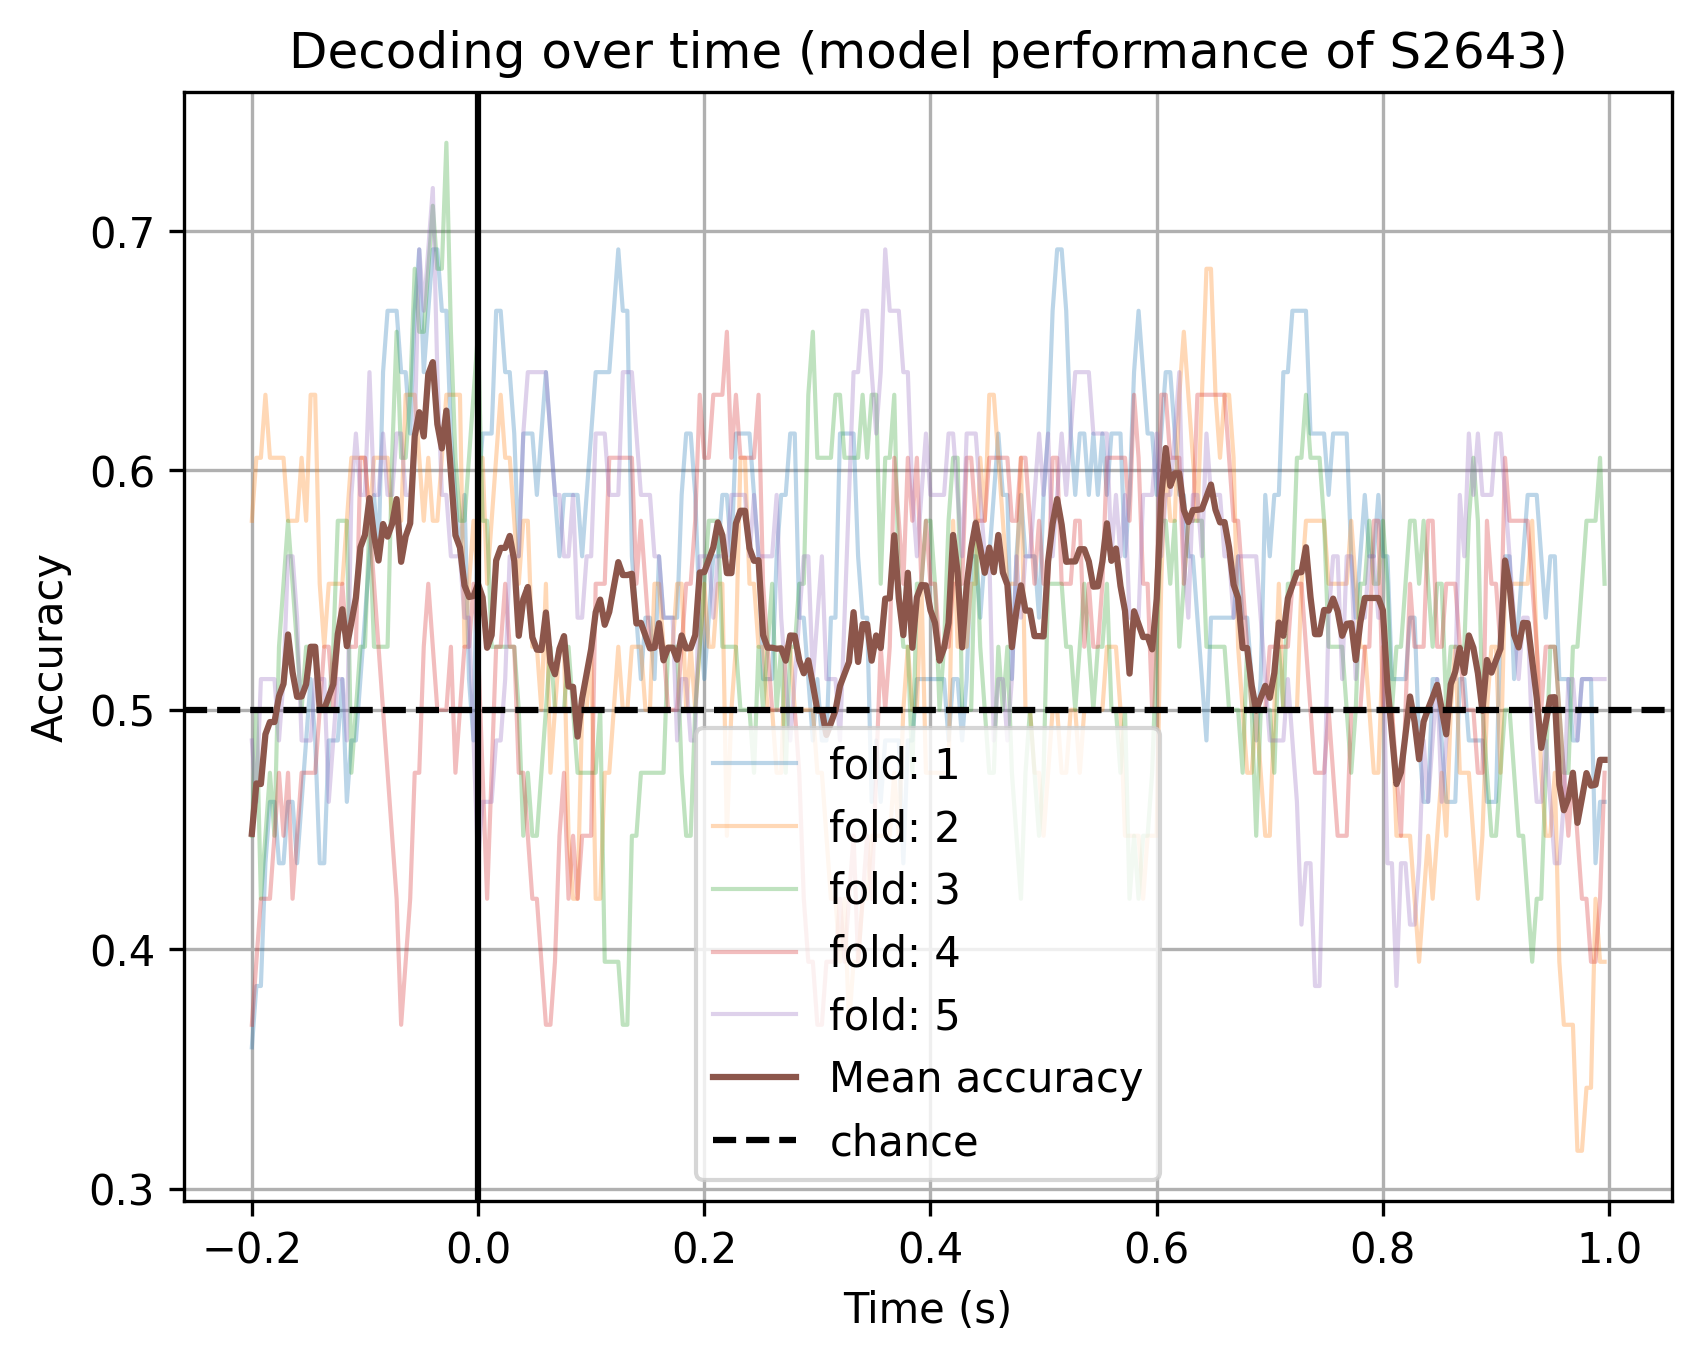 Decoding over time (model performance of S2643)
Accuracy
0.7
0.6
0.5
0.4
0.3
fold: 1
fold: 2
fold: 3
fold: 4
fold: 5
Mean accuracy
chance
−0.2 0.0 0.2 0.4 0.6 0.8 1.0
Time (s)